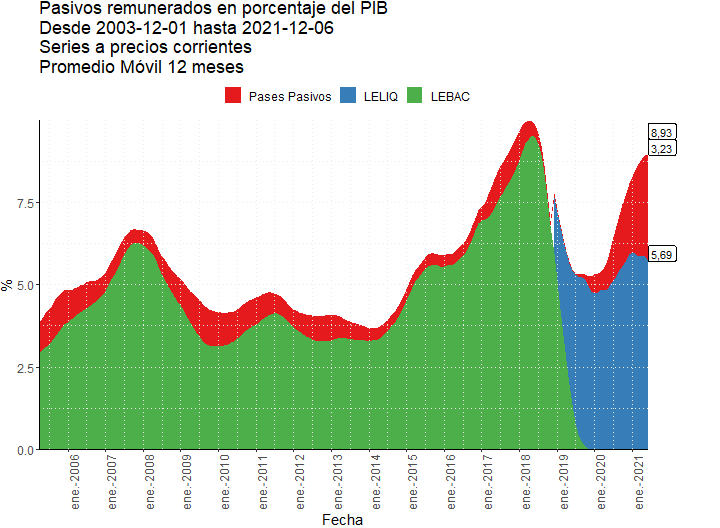 Pasivos remunerados en porcentaje del PIB
Desde 2003-12-01 hasta 2021-12-06
Series a precios corrientes
Promedio Móvil 12 meses
Pases Pasivos LELIQ LEBAC
8,93
3,23
7.5
5,69
5.0
%
2.5
0.0
ene.-2006
ene.-2007
ene.-2008
ene.-2009
ene.-2010
ene.-2011
ene.-2012
ene.-2013
ene.-2014
ene.-2015
ene.-2016
ene.-2017
ene.-2018
ene.-2019
ene.-2020
ene.-2021
Fecha